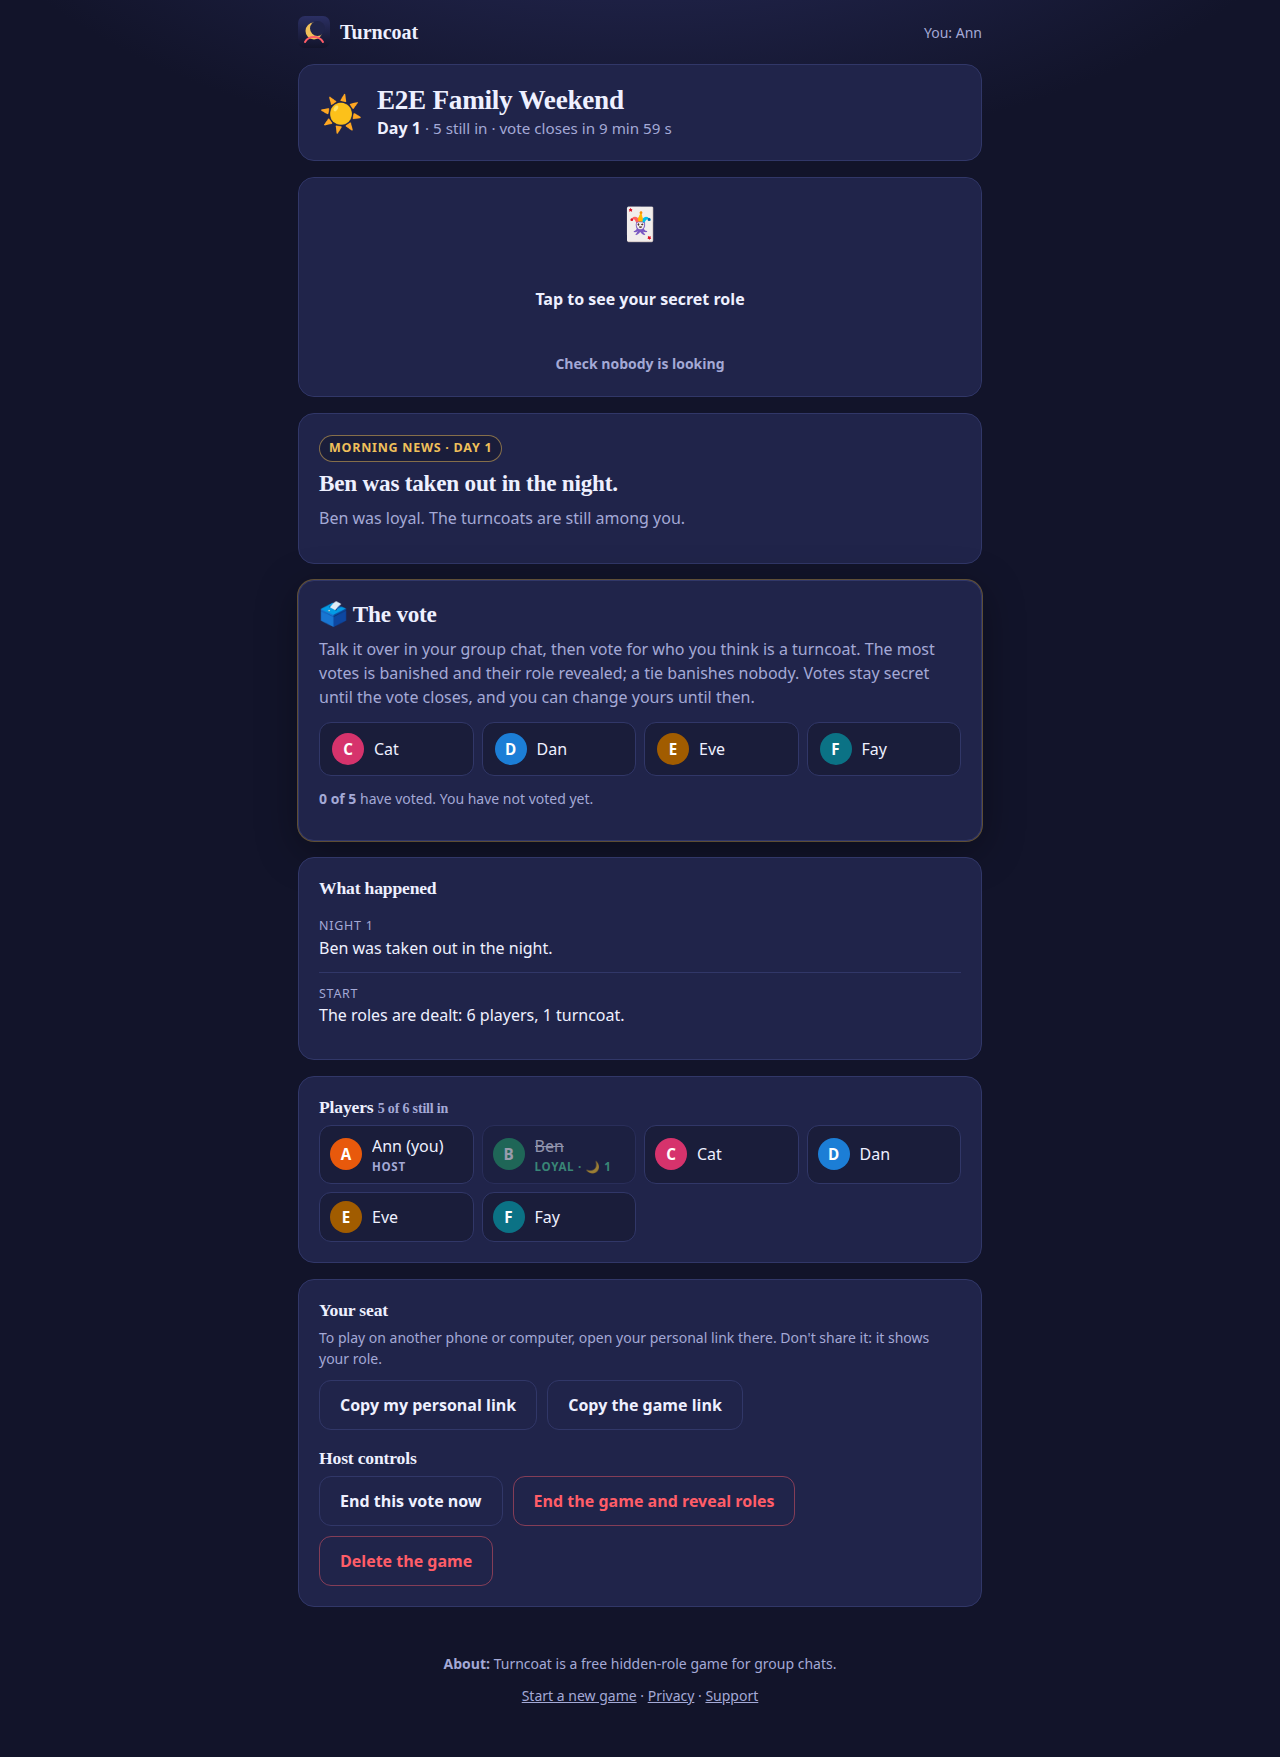 Turncoat
You: Ann
E2E Family Weekend
Day 1 · 5 still in · vote closes in 9 min 59 s
Tap to see your secret role
Check nobody is looking
MORNING NEWS · DAY 1
Ben was taken out in the night.
Ben was loyal. The turncoats are still among you.
The vote
Talk it over in your group chat, then vote for who you think is a turncoat. The most
votes is banished and their role revealed; a tie banishes nobody. Votes stay secret
until the vote closes, and you can change yours until then.
C Cat
D Dan
E Eve
F Fay
0 of 5 have voted. You have not voted yet.
What happened
NIGHT 1
Ben was taken out in the night.
START
The roles are dealt: 6 players, 1 turncoat.
Players 5 of 6 still in
A Ann (you)
HOST
B Ben
LOYAL · 🌙 1
C Cat
D Dan
E Eve
F Fay
Your seat
To play on another phone or computer, open your personal link there. Don't share it: it shows
your role.
Copy my personal link
Copy the game link
Host controls
End this vote now
End the game and reveal roles
Delete the game
About: Turncoat is a free hidden-role game for group chats.
Start a new game · Privacy · Support